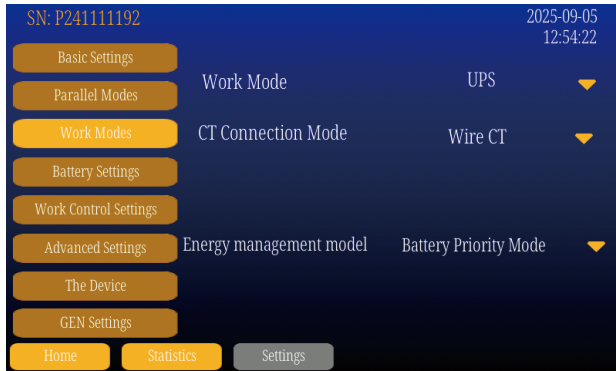 SN: P241111192
2025-09-05
12:54:22
Basic Settings
Parallel Modes
Work Modes
Battery Settings
Work Control Settings
Advanced Settings
The Device
GEN Settings
Work Mode UPS
CT Connection Mode Wire CT
Energy management model Battery Priority Mode
Home Statistics Settings